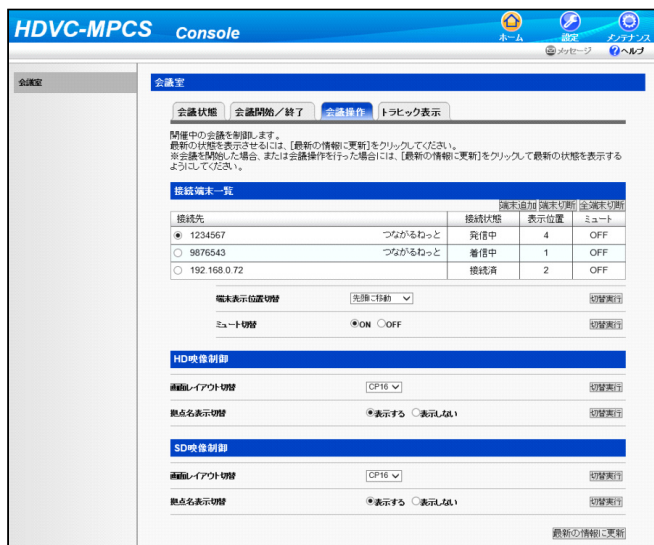 HDVC-MPCS Console
ホーム 設定 メンテナンス
メッセージ ヘルプ
会議室
会議室
会議状態 会議開始／終了 会議操作 トラヒック表示
開催中の会議を制御します。
最新の状態を表示させるには、[最新の情報に更新]をクリックしてください。
※会議を開始した場合、または会議操作を行った場合には、[最新の情報に更新]をクリックして最新の状態を表示する
ようにしてください。
接続端末一覧
端末追加 端末切断 全端末切断
接続先 接続状態 表示位置 ミュート
1234567 つながるねっと 発信中 4 OFF
9876543 つながるねっと 着信中 1 OFF
192.168.0.72 接続済 2 OFF
端末表示位置切替 先頭に移動 切替実行
ミュート切替 ON OFF 切替実行
HD映像制御
画面レイアウト切替 CP16 切替実行
拠点名表示切替 表示する 表示しない 切替実行
SD映像制御
画面レイアウト切替 CP16 切替実行
拠点名表示切替 表示する 表示しない 切替実行
最新の情報に更新